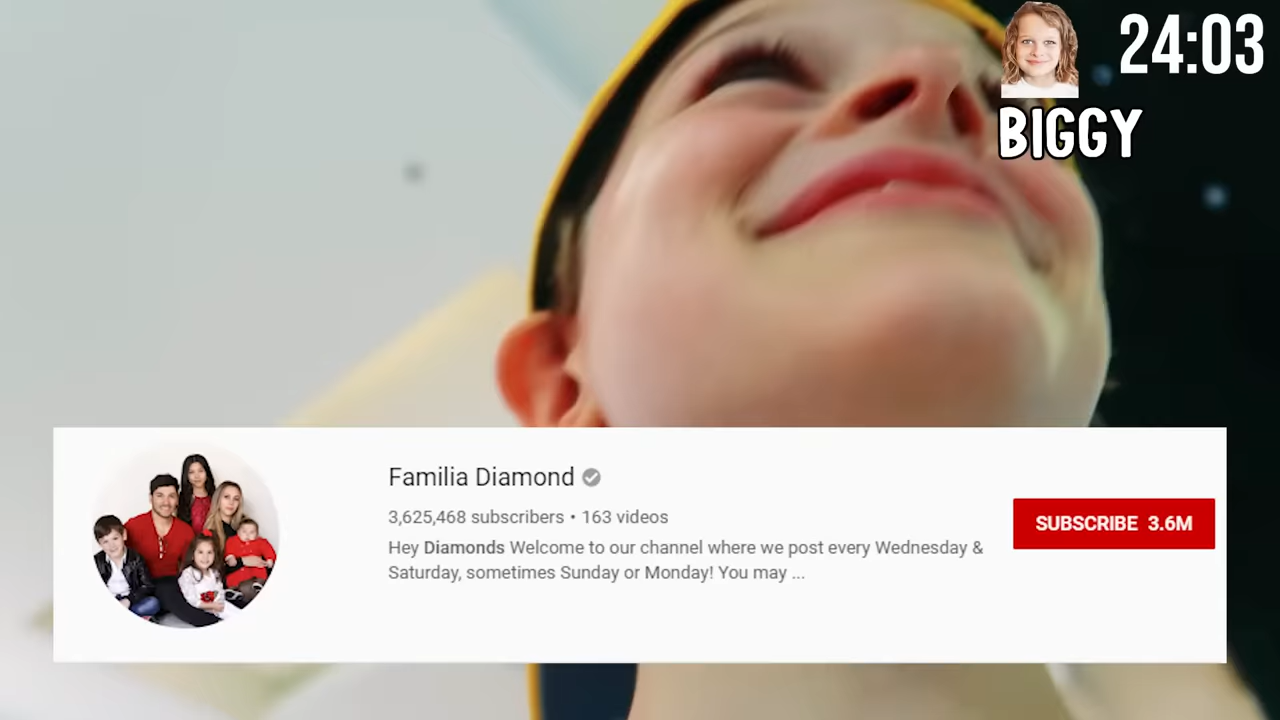 24:03
BIGGY
Familia Diamond
3,625,468 subscribers • 163 videos
SUBSCRIBE 3.6M
Hey Diamonds Welcome to our channel where we post every Wednesday &
Saturday, sometimes Sunday or Monday! You may ...